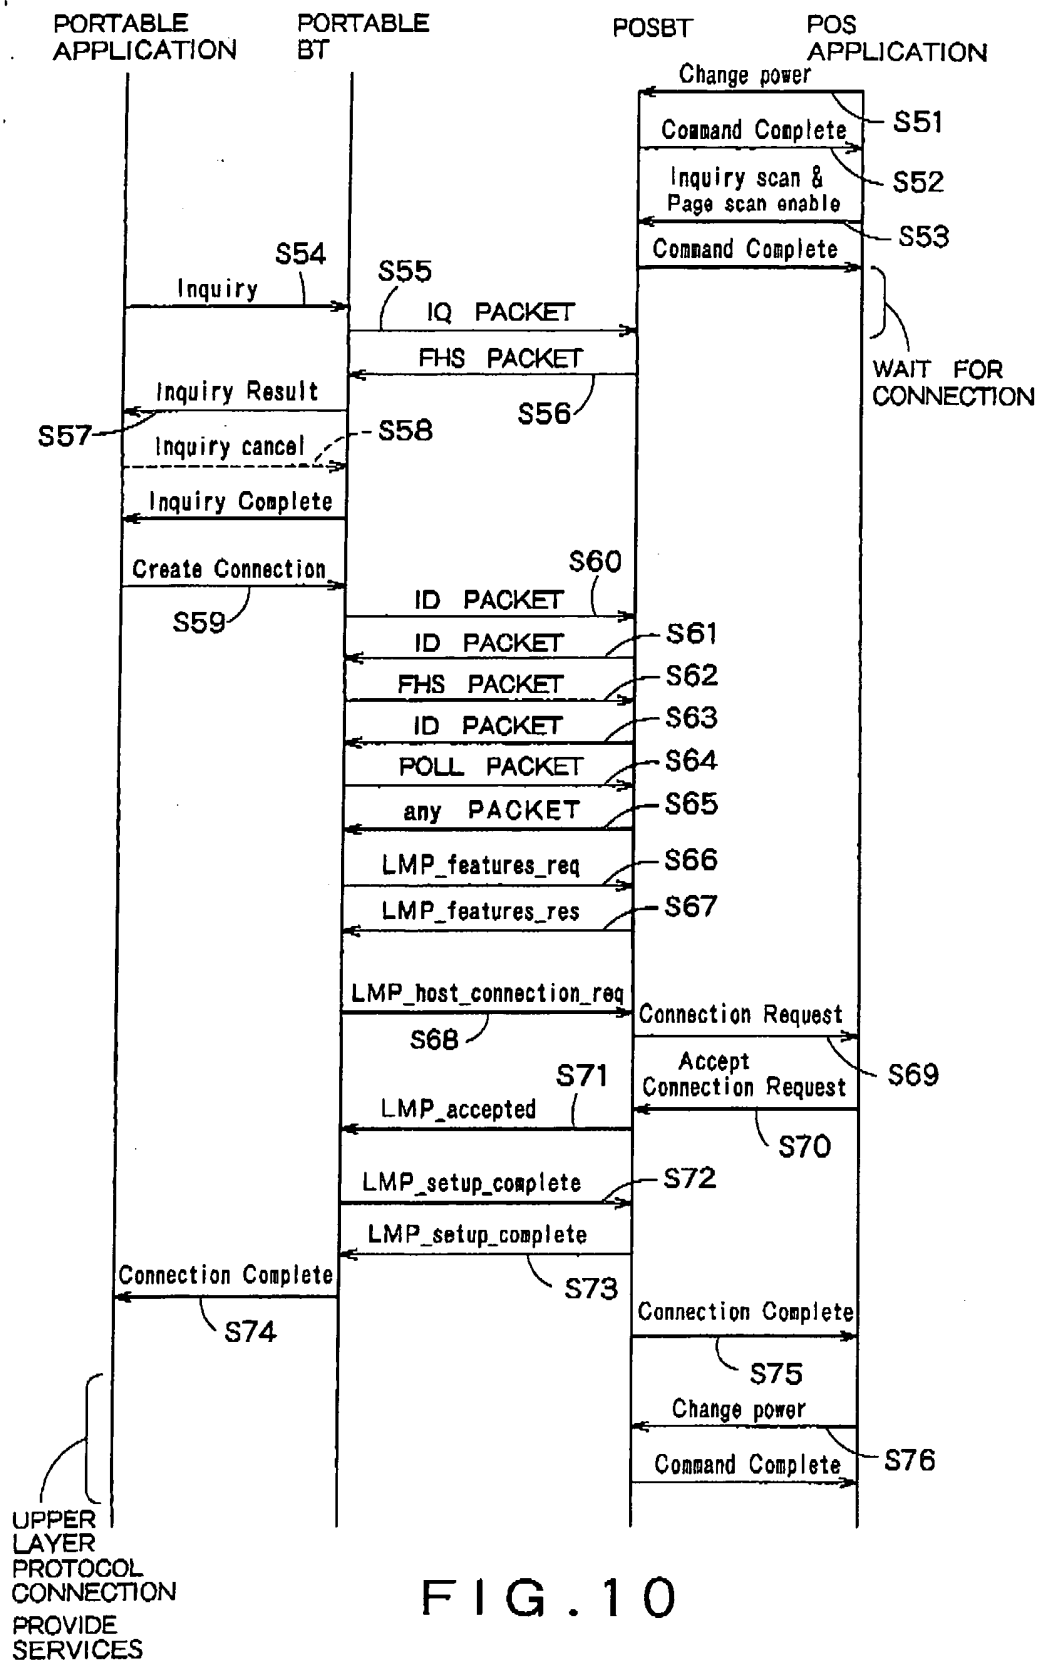 PORTABLE
APPLICATION
PORTABLE
BT
POSBT
POS
APPLICATION
Change power
S51
Command Complete
S52
Inquiry scan &
Page scan enable
S53
Command Complete
S54
Inquiry
S55
IQ PACKET
WAIT FOR
CONNECTION
FHS PACKET
S56
Inquiry Result
S57
S58
Inquiry cancel
Inquiry Complete
Create Connection
S59
S60
ID PACKET
ID PACKET
S61
FHS PACKET
S62
ID PACKET
S63
POLL PACKET
S64
any PACKET
S65
LMP_features_req
S66
LMP_features_res
S67
LMP_host_connection_req
S68
Connection Request
S69
Accept
Connection Request
S70
S71
LMP_accepted
LMP_setup_complete
S72
LMP_setup_complete
S73
Connection Complete
S74
Connection Complete
S75
Change power
S76
Command Complete
UPPER
LAYER
PROTOCOL
CONNECTION
PROVIDE
SERVICES
FIG.10